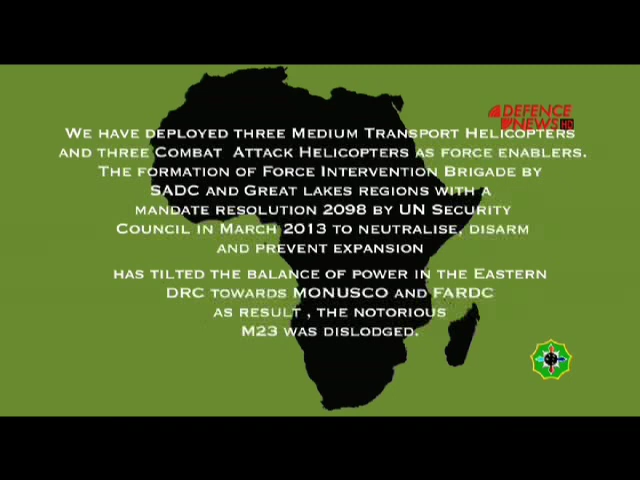 DEFENCE
NEWS HD
WE HAVE DEPLOYED THREE MEDIUM TRANSPORT HELICOPTERS
AND THREE COMBAT ATTACK HELICOPTERS AS FORCE ENABLERS.
THE FORMATION OF FORCE INTERVENTION BRIGADE BY
SADC AND GREAT LAKES REGIONS WITH A
MANDATE RESOLUTION 2098 BY UN SECURITY
COUNCIL IN MARCH 2013 TO NEUTRALISE, DISARM
AND PREVENT EXPANSION
HAS TILTED THE BALANCE OF POWER IN THE EASTERN
DRC TOWARDS MONUSCO AND FARDC
AS RESULT , THE NOTORIOUS
M23 WAS DISLODGED.